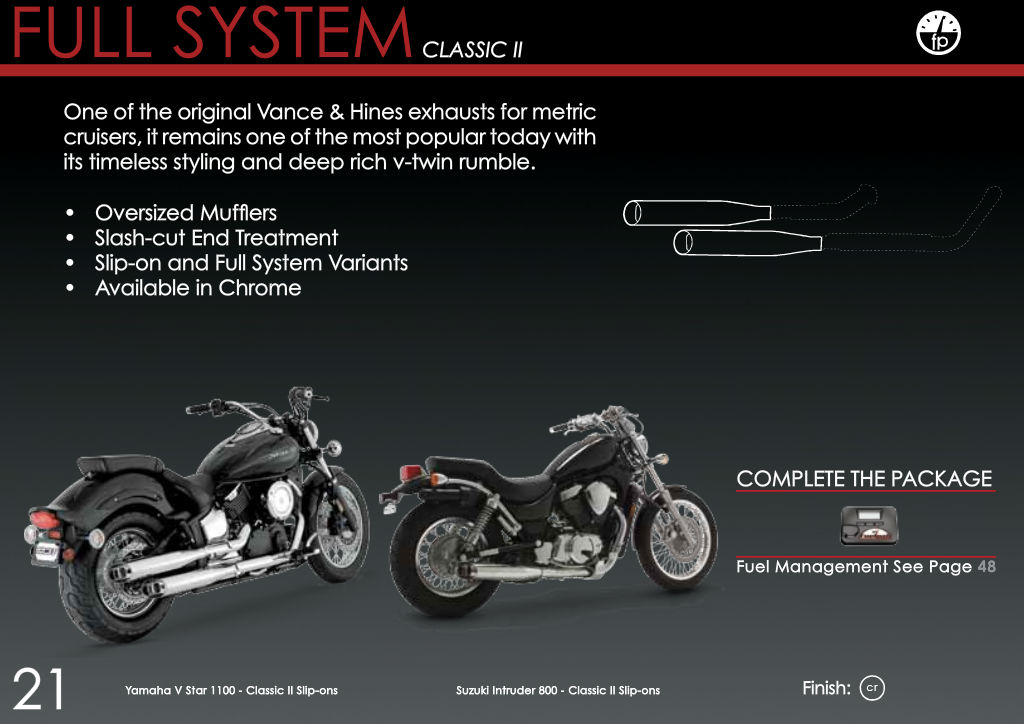 FULL SYSTEM CLASSIC II
fp
One of the original Vance & Hines exhausts for metric
cruisers, it remains one of the most popular today with
its timeless styling and deep rich v-twin rumble.
• Oversized Mufflers
• Slash-cut End Treatment
• Slip-on and Full System Variants
• Available in Chrome
COMPLETE THE PACKAGE
Fuel Management See Page 48
21
Yamaha V Star 1100 - Classic II Slip-ons
Suzuki Intruder 800 - Classic II Slip-ons
Finish: cr